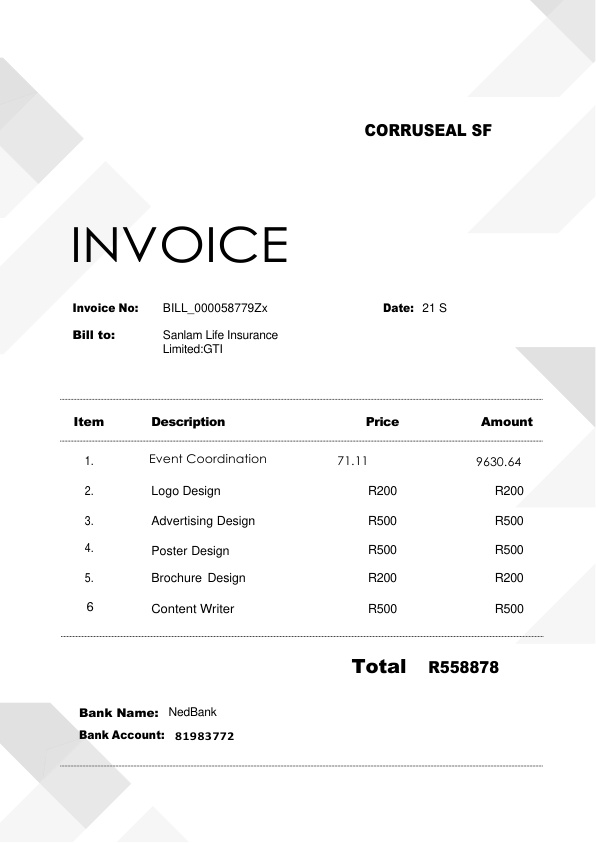 CORRUSEAL SF
INVOICE
Invoice No: BILL_000058779Zx Date: 21 S
Bill to: Sanlam Life Insurance
Limited:GTI
Item Description Price Amount
1. Event Coordination 71.11 9630.64
2. Logo Design R200 R200
3. Advertising Design R500 R500
4. Poster Design R500 R500
5. Brochure Design R200 R200
6 Content Writer R500 R500
Total R558878
Bank Name: NedBank
Bank Account: 81983772